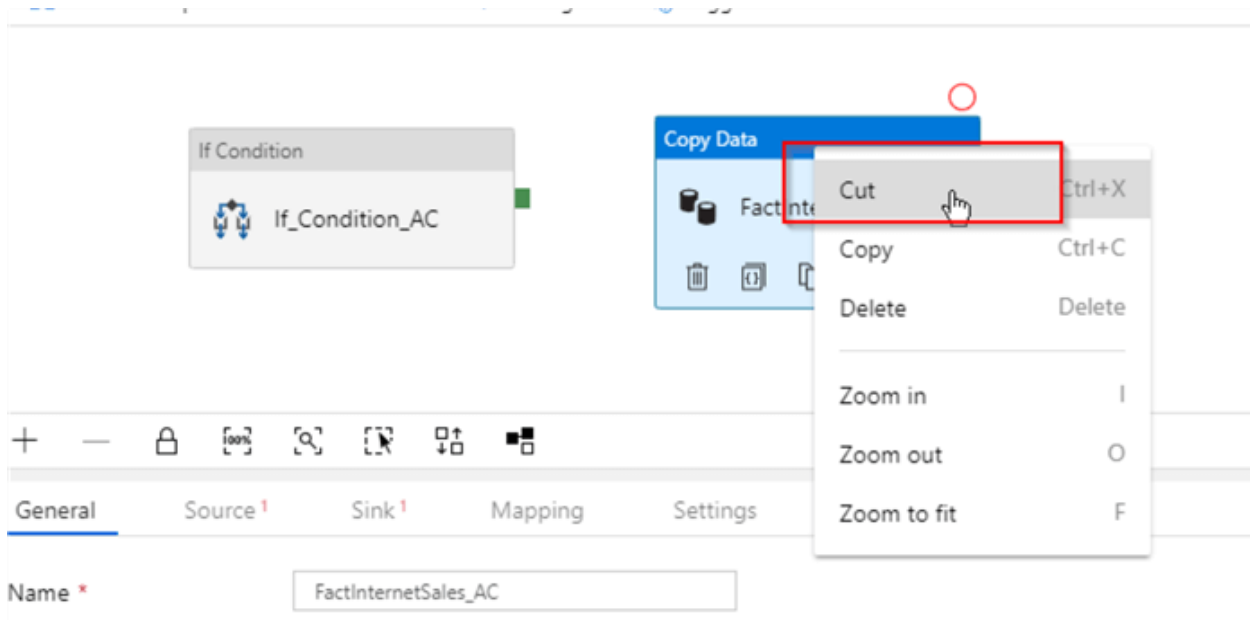 If Condition
If_Condition_AC
Copy Data
Cut Ctrl+X
Copy Ctrl+C
Delete Delete
Zoom in I
Zoom out O
Zoom to fit F
General Source 1 Sink 1 Mapping Settings
Name * FactInternetSales_AC